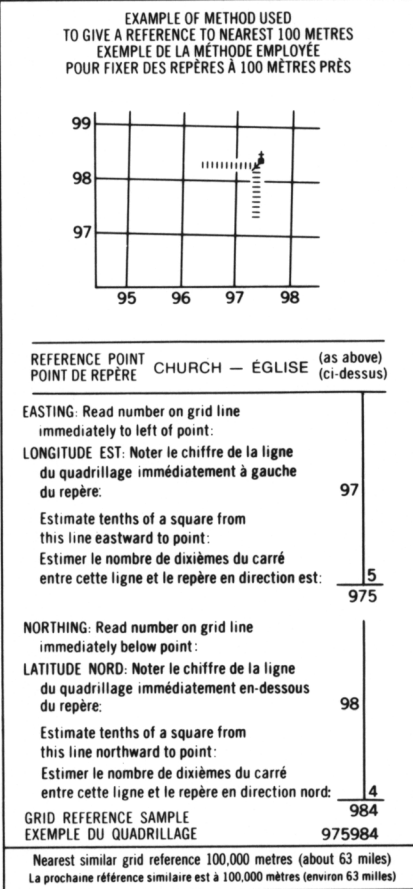 EXAMPLE OF METHOD USED
TO GIVE A REFERENCE TO NEAREST 100 METRES
EXEMPLE DE LA MÉTHODE EMPLOYÉE
POUR FIXER DES REPÈRES À 100 MÈTRES PRÈS
99
98
97
95 96 97 98
REFERENCE POINT
POINT DE REPÈRE
CHURCH — ÉGLISE
(as above)
(ci-dessus)
EASTING: Read number on grid line
immediately to left of point:
LONGITUDE EST: Noter le chiffre de la ligne
du quadrillage immédiatement à gauche
du repère: 97
Estimate tenths of a square from
this line eastward to point:
Estimer le nombre de dixièmes du carré
entre cette ligne et le repère en direction est: 5
975
NORTHING: Read number on grid line
immediately below point:
LATITUDE NORD: Noter le chiffre de la ligne
du quadrillage immédiatement en-dessous
du repère: 98
Estimate tenths of a square from
this line northward to point:
Estimer le nombre de dixièmes du carré
entre cette ligne et le repère en direction nord: 4
GRID REFERENCE SAMPLE 984
EXEMPLE DU QUADRILLAGE 975984
Nearest similar grid reference 100,000 metres (about 63 miles)
La prochaine référence similaire est à 100,000 mètres (environ 63 milles)